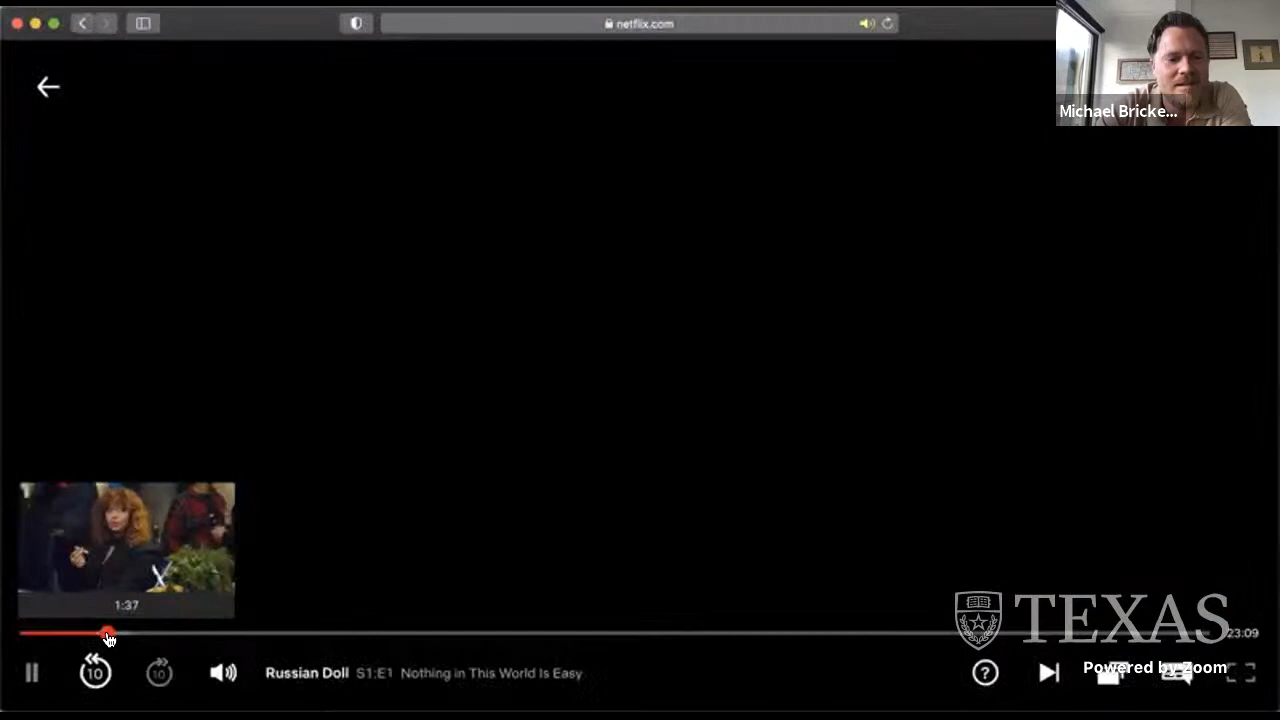 netflix.com
Michael Bricke...
1:37
TEXAS
23:09
10
10
Russian Doll S1:E1 Nothing in This World Is Easy
?
Powered by Zoom